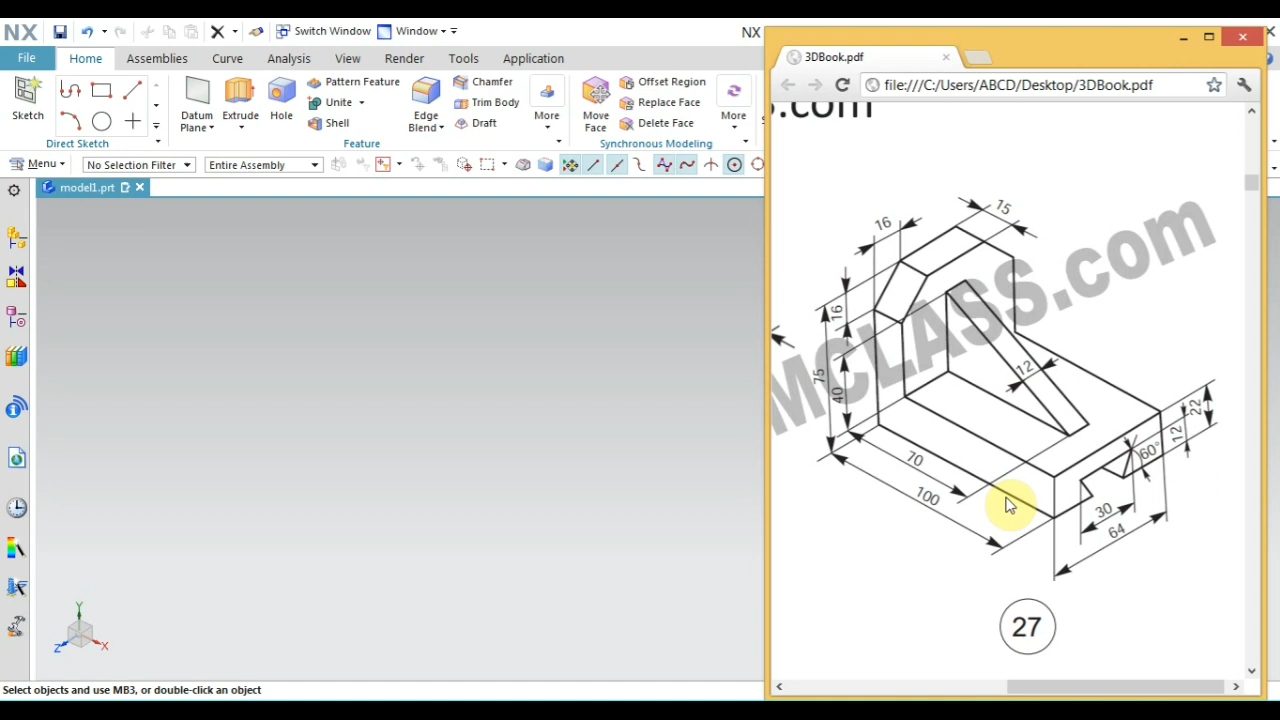 NX
Switch Window
Window
NX
File
Home
Assemblies
Curve
Analysis
View
Render
Tools
Application
3DBook.pdf
file:///C:/Users/ABCD/Desktop/3DBook.pdf
Sketch
Datum Plane
Extrude
Hole
Pattern Feature
Unite
Shell
Edge Blend
Chamfer
Trim Body
Draft
More
Move Face
Offset Region
Replace Face
Delete Face
More
Direct Sketch
Feature
Synchronous Modeling
Menu
No Selection Filter
Entire Assembly
model1.prt
s.com
MCLASS.com
16
15
16
75
40
12
70
100
22
12
60°
30
64
27
Y
Z
X
Select objects and use MB3, or double-click an object